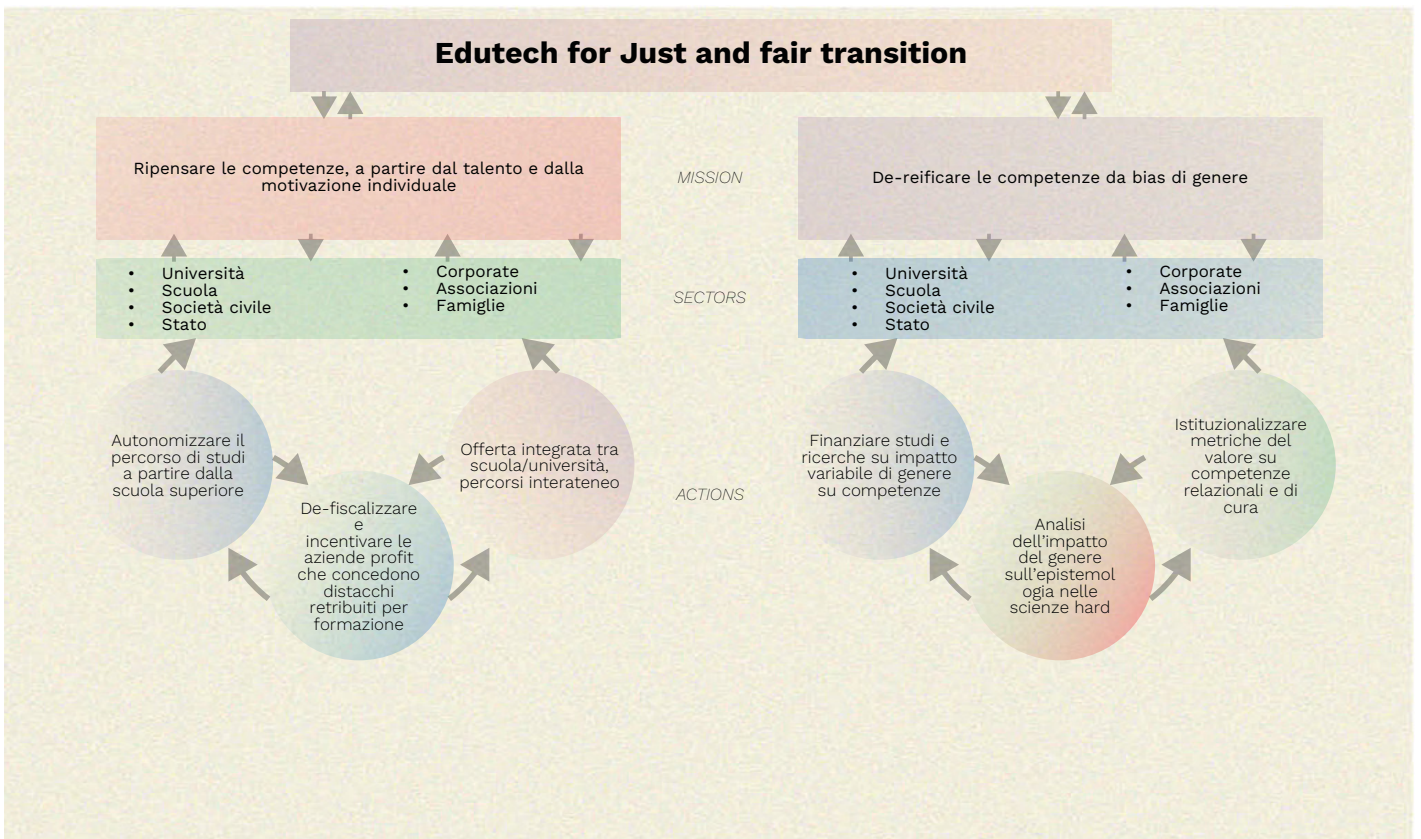 Edutech for Just and fair transition
Ripensare le competenze, a partire dal talento e dalla
motivazione individuale
MISSION
De-reificare le competenze da bias di genere
• Università
• Scuola
• Società civile
• Stato
• Corporate
• Associazioni
• Famiglie
SECTORS
• Università
• Scuola
• Società civile
• Stato
• Corporate
• Associazioni
• Famiglie
Autonomizzare il
percorso di studi
a partire dalla
scuola superiore
De-fiscalizzare
e
incentivare le
aziende profit
che concedono
distacchi
retribuiti per
formazione
Offerta integrata tra
scuola/università,
percorsi interateneo
ACTIONS
Finanziare studi e
ricerche su impatto
variabile di genere
su competenze
Analisi
dell'impatto
del genere
sull'epistemol
ogia nelle
scienze hard
Istituzionalizzare
metriche del
valore su
competenze
relazionali e di
cura